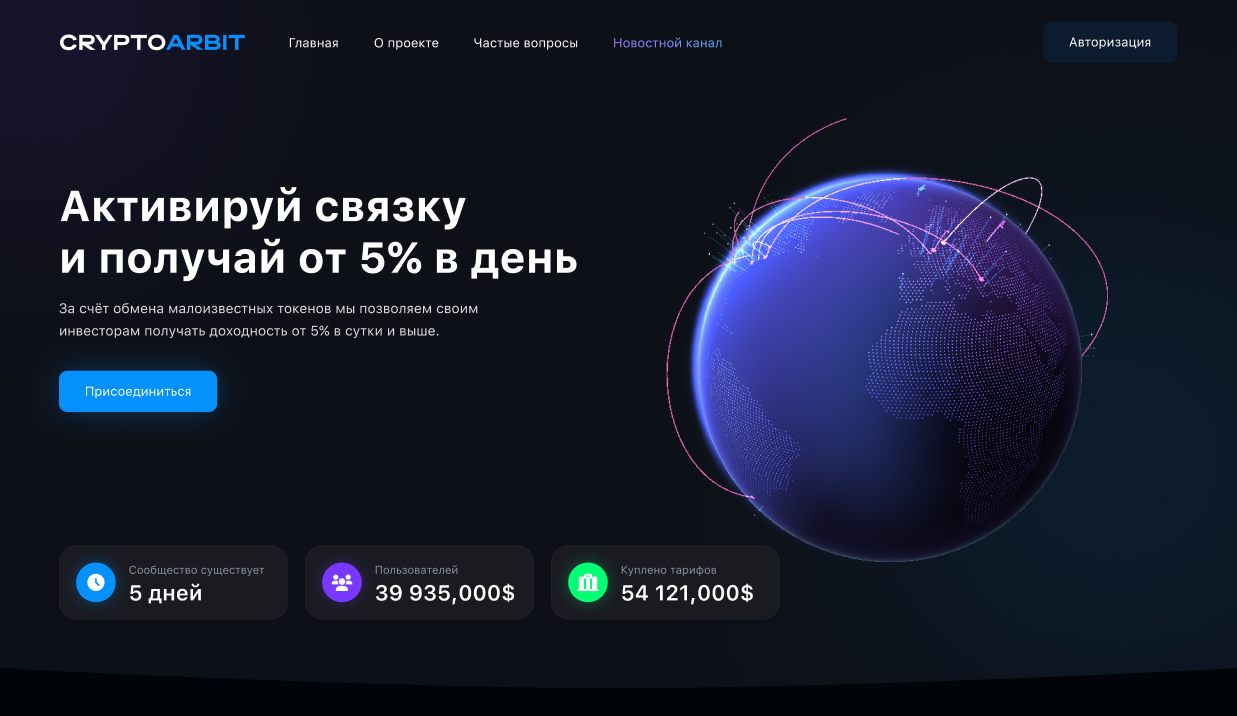 CRYPTOARBIT
Главная
О проекте
Частые вопросы
Новостной канал
Авторизация
Активируй связку
и получай от 5% в день
За счёт обмена малоизвестных токенов мы позволяем своим
инвесторам получать доходность от 5% в сутки и выше.
Присоединиться
Сообщество существует
5 дней
Пользователей
39 935,000$
Куплено тарифов
54 121,000$